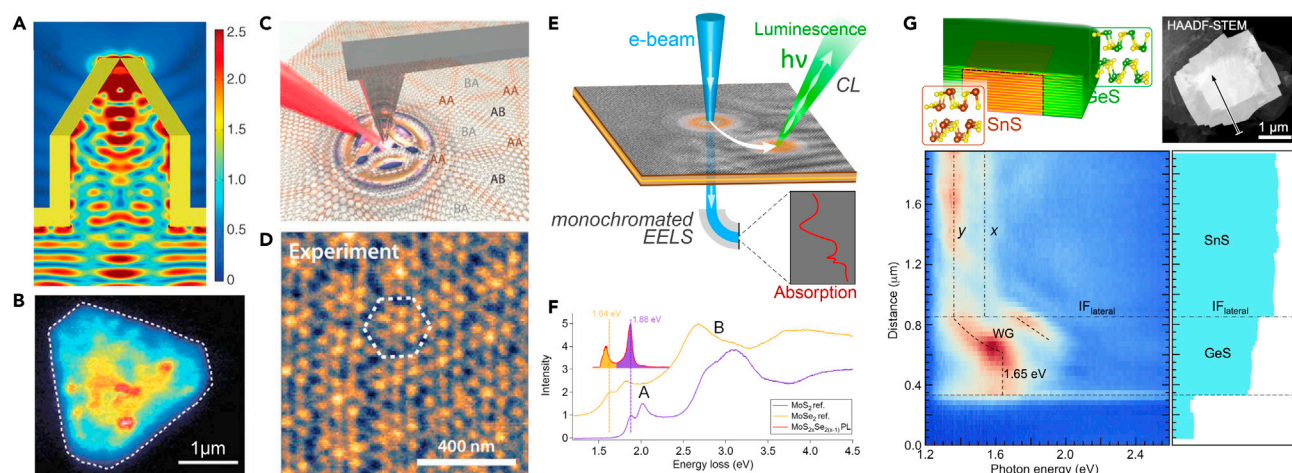 A
2.5
2.0
1.5
1.0
0.5
0
B
1µm
C
BA
AA
AA
AB
BA
AA
AA
AB
BA
D
Experiment
400 nm
E
e-beam
Luminescence
hν
CL
monochromated
EELS
Absorption
F
1.64 eV
1.86 eV
B
A
Intensity
5
4
3
2
1
0
MoS₂ ref.
MoSe₂ ref.
MoS₂ₓSe₂₍ₓ₋₁₎ PL
1.5
2.0
2.5
3.0
3.5
4.0
4.5
Energy loss (eV)
G
GeS
SnS
HAADF-STEM
1 µm
Distance (µm)
1.6
1.2
0.8
0.4
0.0
y
x
IFlateral
WG
1.65 eV
1.2
1.6
2.0
2.4
Photon energy (eV)
SnS
IFlateral
GeS